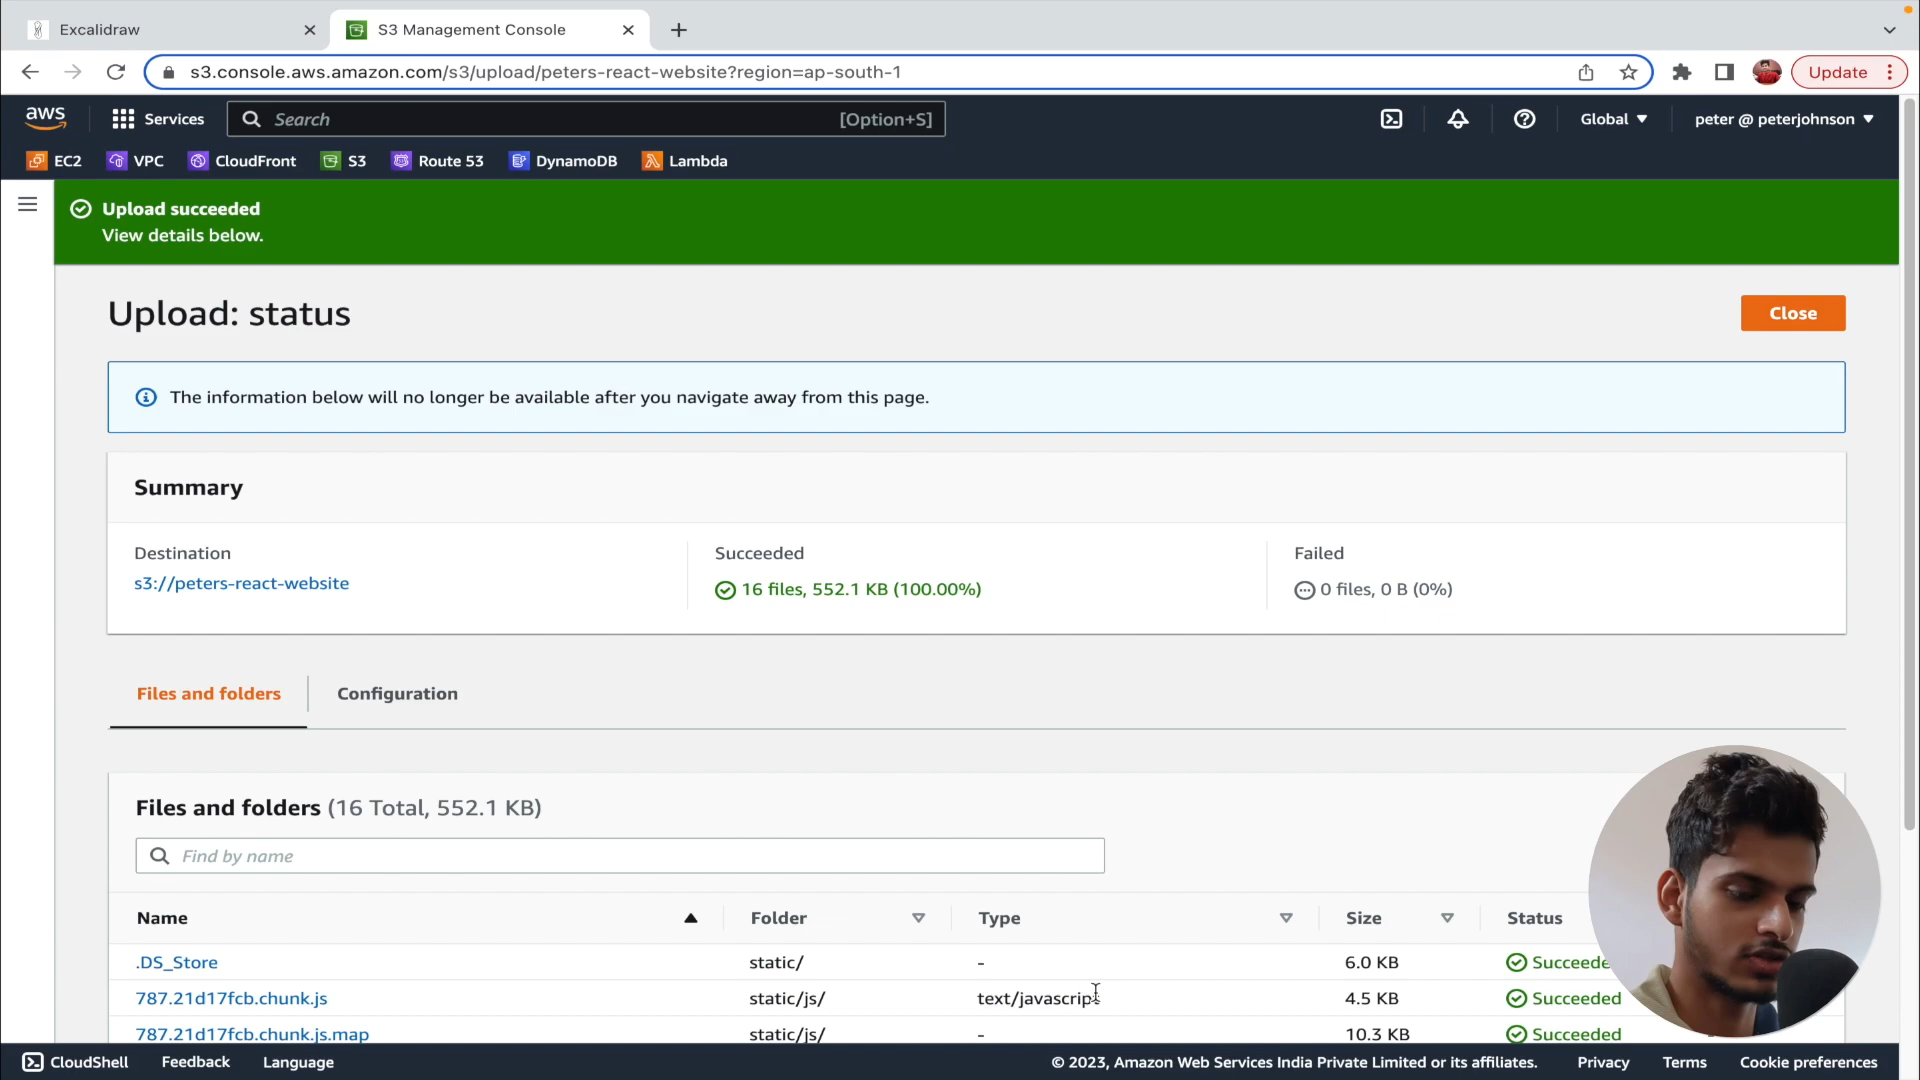 Excalidraw
S3 Management Console
s3.console.aws.amazon.com/s3/upload/peters-react-website?region=ap-south-1
Update
aws
Services
Search
[Option+S]
Global
peter @ peterjohnson
EC2
VPC
CloudFront
S3
Route 53
DynamoDB
Lambda
Upload succeeded
View details below.
Upload: status
Close
The information below will no longer be available after you navigate away from this page.
Summary
Destination
s3://peters-react-website
Succeeded
16 files, 552.1 KB (100.00%)
Failed
0 files, 0 B (0%)
Files and folders
Configuration
Files and folders (16 Total, 552.1 KB)
Find by name
Name
Folder
Type
Size
Status
.DS_Store
static/
-
6.0 KB
Succeede
787.21d17fcb.chunk.js
static/js/
text/javascript
4.5 KB
Succeeded
787.21d17fcb.chunk.js.map
static/js/
-
10.3 KB
Succeeded
CloudShell
Feedback
Language
© 2023, Amazon Web Services India Private Limited or its affiliates.
Privacy
Terms
Cookie preferences